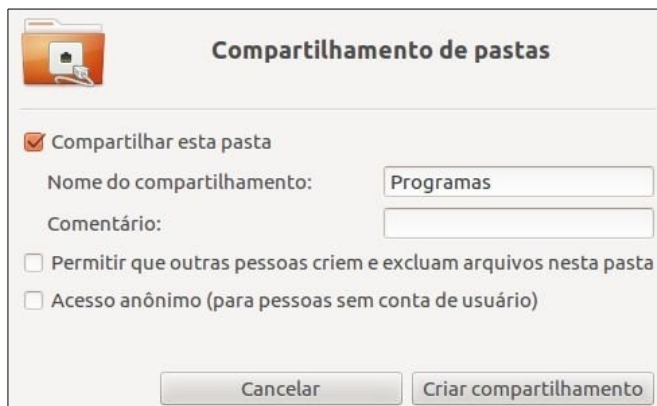 Compartilhamento de pastas
Compartilhar esta pasta
Nome do compartilhamento: Programas
Comentário:
Permitir que outras pessoas criem e excluam arquivos nesta pasta
Acesso anônimo (para pessoas sem conta de usuário)
Cancelar Criar compartilhamento